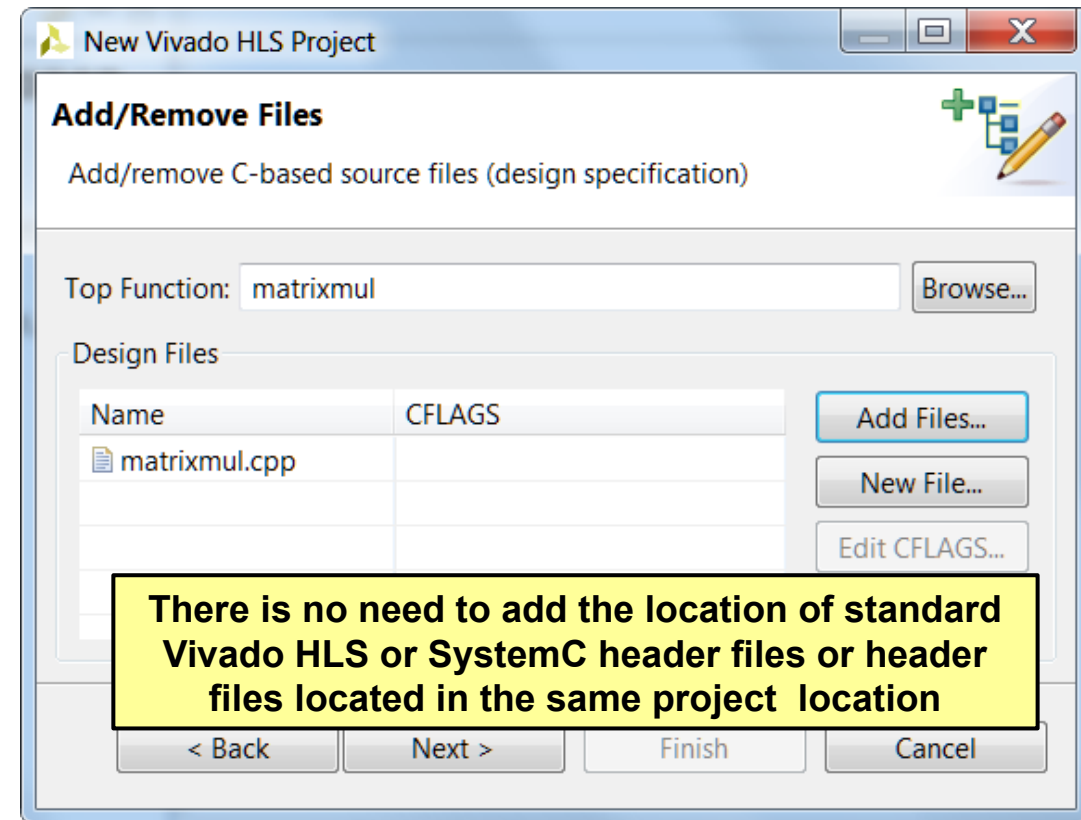 New Vivado HLS Project
Add/Remove Files
Add/remove C-based source files (design specification)
Top Function: matrixmul Browse...
Design Files
Name CFLAGS Add Files...
matrixmul.cpp
New File...
Edit CFLAGS...
There is no need to add the location of standard
Vivado HLS or SystemC header files or header
files located in the same project location
< Back Next > Finish Cancel